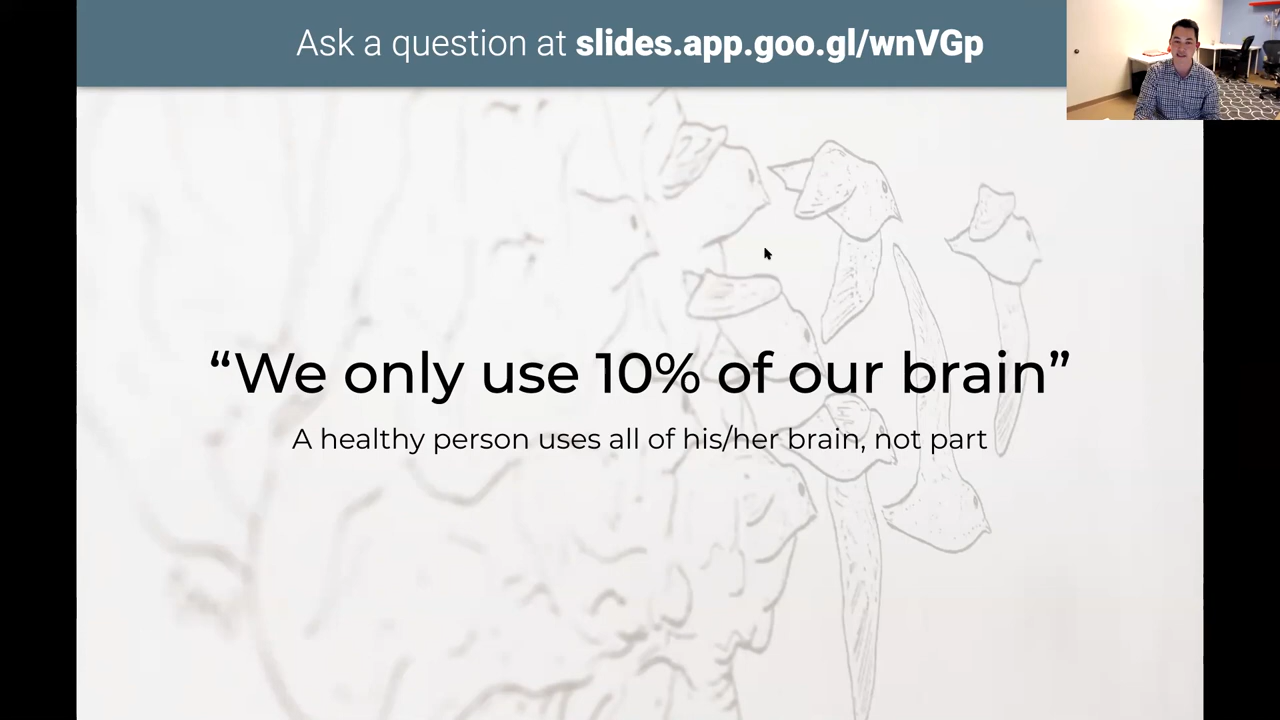 Ask a question at slides.app.goo.gl/wnVGp
“We only use 10% of our brain”
A healthy person uses all of his/her brain, not part